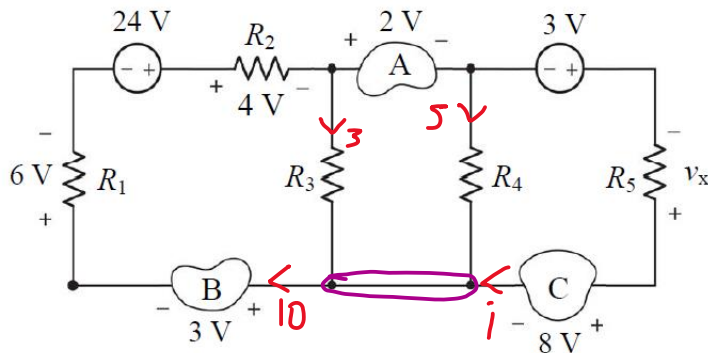 24 V
R2
2 V
3 V
- +
+ A -
- +
+ 4 V -
3
5
-
6 V R1
+
R3
R4
R5
- vx +
B
- 3 V +
10
i
C
- 8 V +